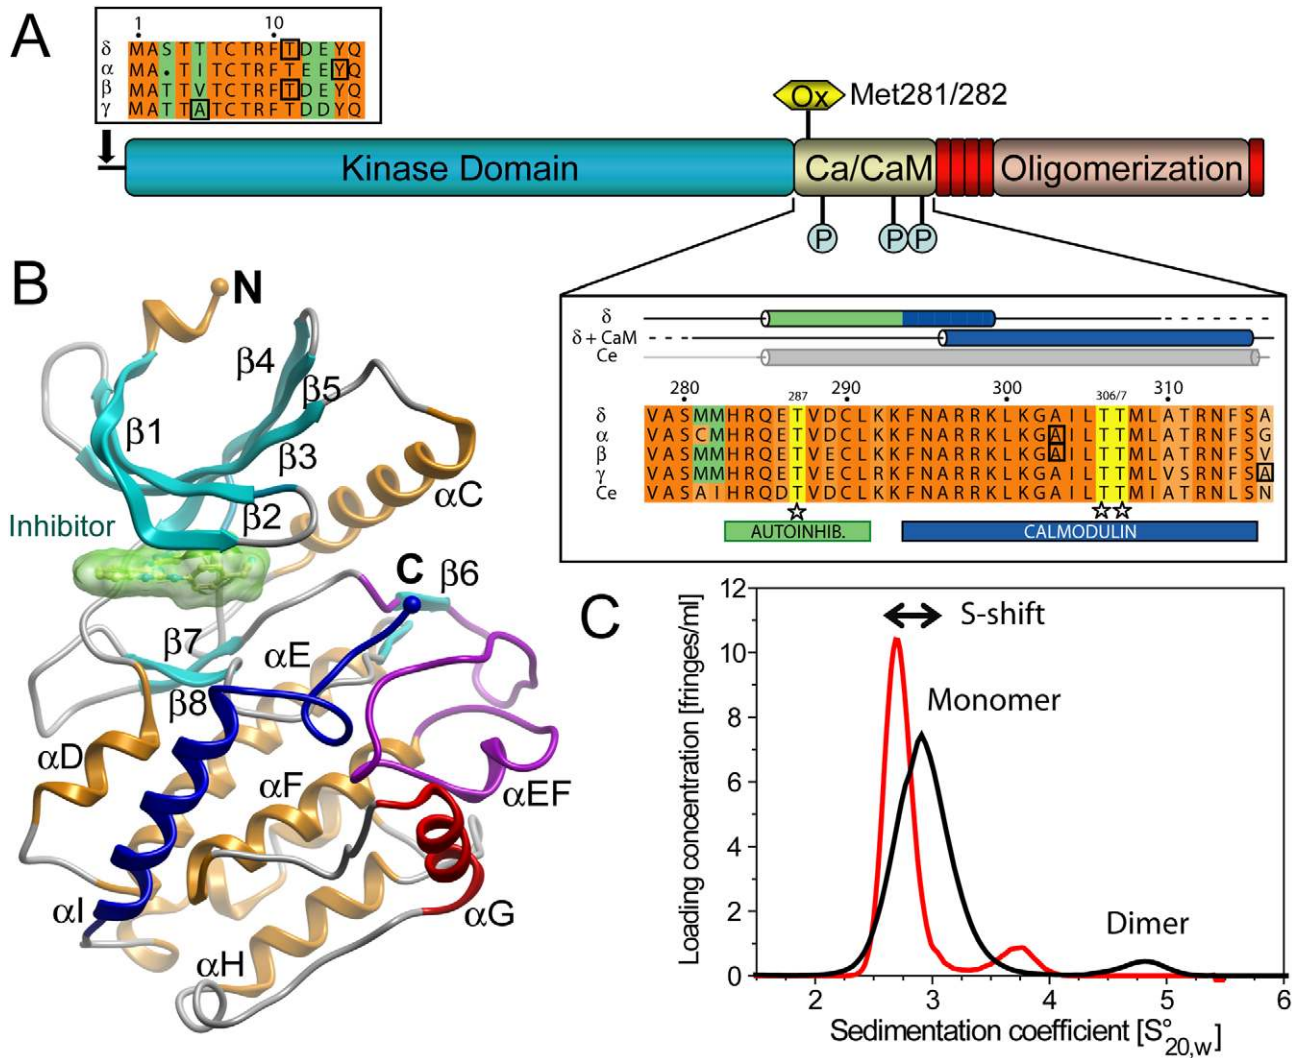 A
1 10
δ MASTTTCTRFTDEYQ
α MA.TITCTRFTEEYQ
β MATTVTCTRFTDEYQ
γ MATTATCTRFTDDYQ
Ox Met281/282
Kinase Domain Ca/CaM Oligomerization
P P P
δ
δ + CaM
Ce
280 287 290 300 306/7 310
δ VASMMHRQETVDCLKKFNARRKLKGAILTTMLATRNFSA
α VASCMHRQETVDCLKKFNARRKLKGAILTTMLATRNFSG
β VASMMHRQETVECLKKFNARRKLKGAILTTMLATRNFSV
γ VASMMHRQETVDCLRKFNARRKLKGAILTTMLVSRNFSA
Ce VASAIHRQDTVDCLKKFNARRKLKGAILTTMIATRNLSN
AUTOINHIB. CALMODULIN
B
N
β4
β5
β1
β3
αC
β2
Inhibitor
C β6
β7
αE
β8
αD
αF
αEF
αI
αG
αH
C
12
10
8
6
4
2
0
Loading concentration [fringes/ml]
S-shift
Monomer
Dimer
2 3 4 5 6
Sedimentation coefficient [S°20,w]